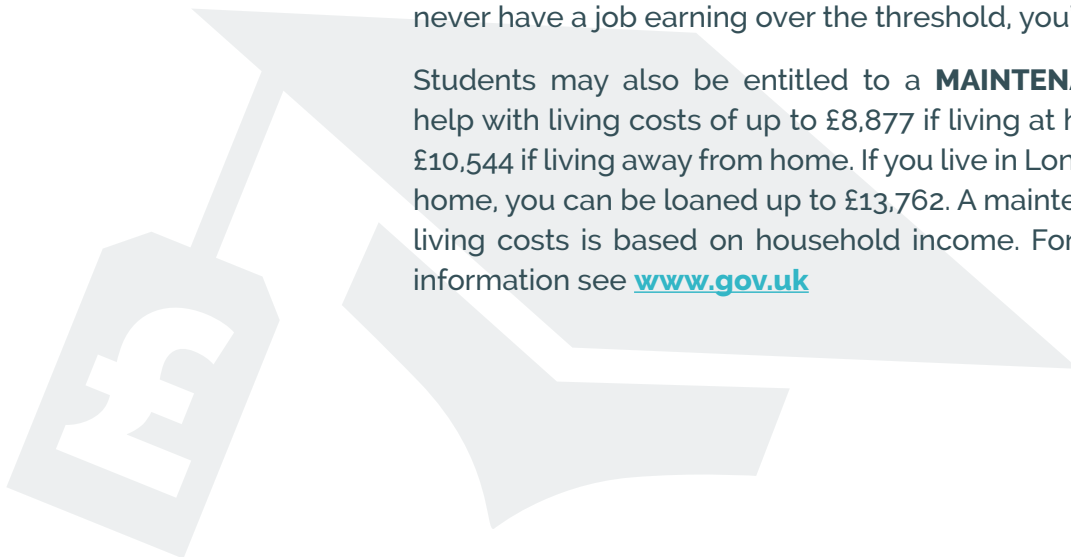 never have a job earning over the threshold, you
Students may also be entitled to a MAINTENA
help with living costs of up to £8,877 if living at h
£10,544 if living away from home. If you live in Lon
home, you can be loaned up to £13,762. A mainte
living costs is based on household income. For
information see www.gov.uk
£